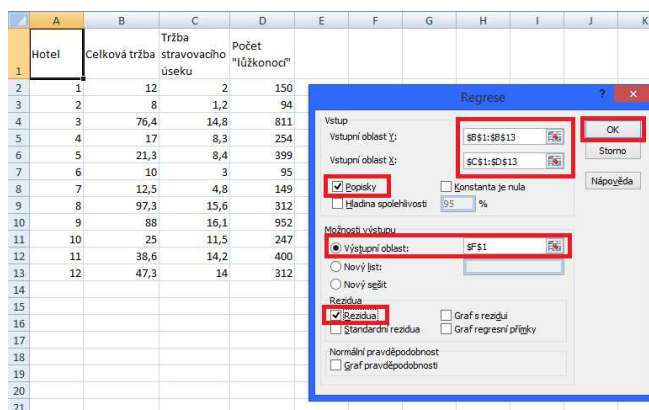 A B C D E F G H I J K
Hotel Celková tržba Tržba stravovacího úseku Počet "lůžkonocí"
1
2 1 12 2 150
3 2 8 1,2 94
4 3 76,4 14,8 811
5 4 17 8,3 254
6 5 21,3 8,4 399
7 6 10 3 95
8 7 12,5 4,8 149
9 8 97,3 15,6 312
10 9 88 16,1 952
11 10 25 11,5 247
12 11 38,6 14,2 400
13 12 47,3 14 312
14
15
16
17
18
19
20
21
Regrese ? ×
Vstup
Vstupní oblast Y: $B$1:$B$13
Vstupní oblast X: $C$1:$D$13
Popisky Konstanta je nula
Hladina spolehlivosti 95 %
OK
Storno
Nápověda
Možnosti výstupu
Výstupní oblast: $F$1
Nový list:
Nový sešit
Rezidua
Rezidua Graf s rezidui
Standardní rezidua Graf regresní přímky
Normální pravděpodobnost
Graf pravděpodobnosti